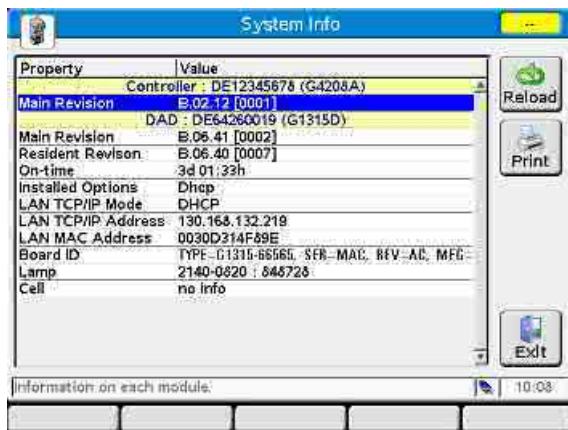 System Info
--
Property Value
Controller : DE12345678 (G4208A)
Main Revision B.02.12 [0001]
DAD : DE64260019 (G1315D)
Main Revision B.06.41 [0002]
Resident Revison B.06.40 [0007]
On-time 3d 01:33h
Installed Options Dhcp
LAN TCP/IP Mode DHCP
LAN TCP/IP Address 130.168.132.219
LAN MAC Address 0030D314F89E
Board ID TYPE=G1315-66565, SER=MAC, REV=AC, MFG=
Lamp 2140-0820 : 848728
Cell no info
Reload
Print
Exit
Information on each module.
10:08